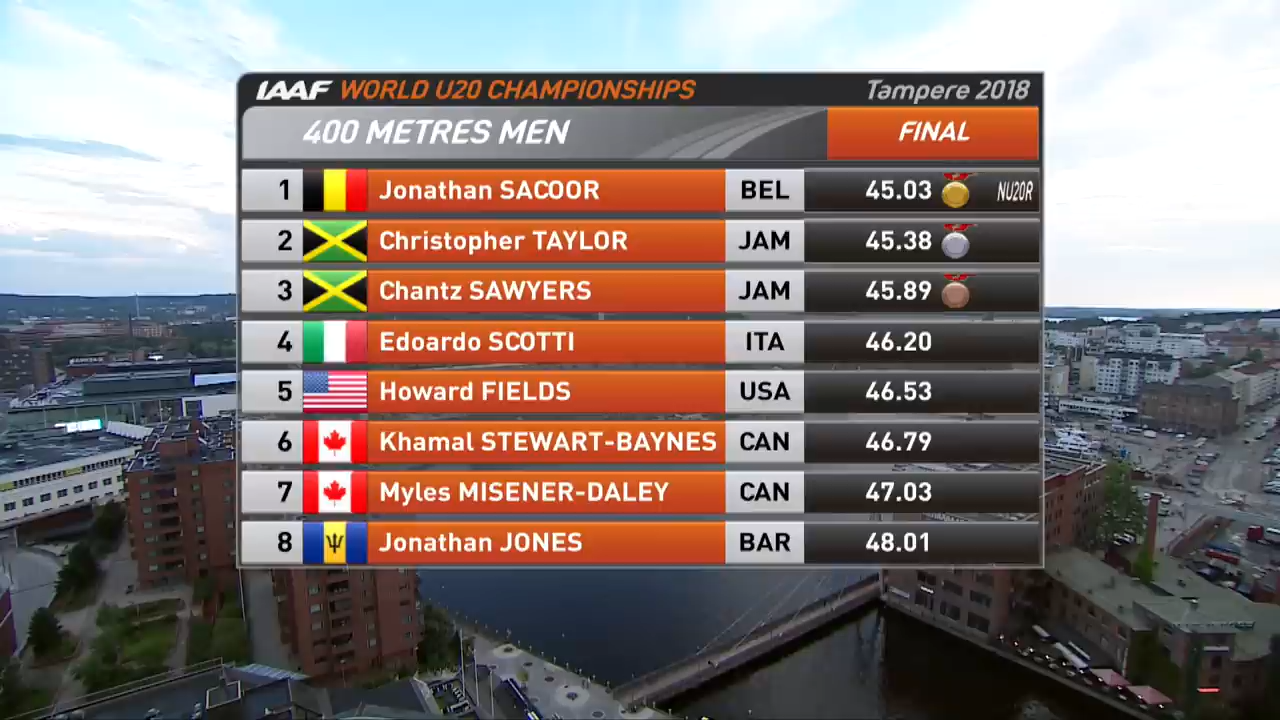 IAAF WORLD U20 CHAMPIONSHIPS Tampere 2018
400 METRES MEN FINAL
1 Jonathan SACOOR BEL 45.03 NU20R
2 Christopher TAYLOR JAM 45.38
3 Chantz SAWYERS JAM 45.89
4 Edoardo SCOTTI ITA 46.20
5 Howard FIELDS USA 46.53
6 Khamal STEWART-BAYNES CAN 46.79
7 Myles MISENER-DALEY CAN 47.03
8 Jonathan JONES BAR 48.01